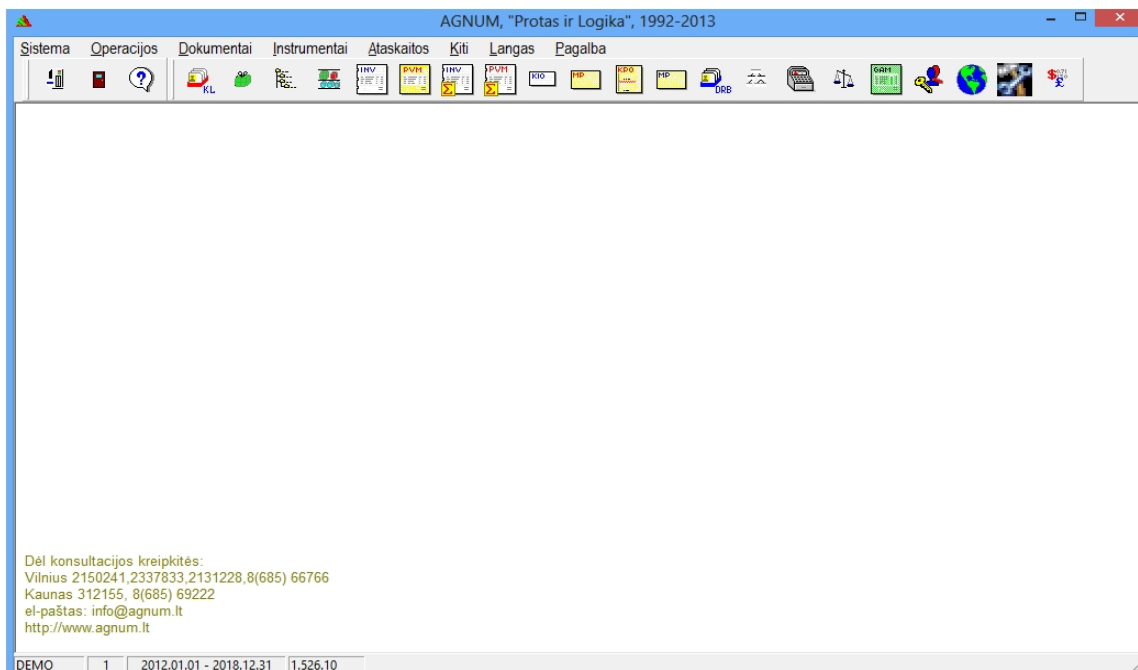 AGNUM, "Protas ir Logika", 1992-2013
Sistema Operacijos Dokumentai Instrumentai Ataskaitos Kiti Langas Pagalba
KL INV PVM INV PVM KIO MP KPO MP DRB GAM
Dėl konsultacijos kreipkitės:
Vilnius 2150241,2337833,2131228,8(685) 66766
Kaunas 312155, 8(685) 69222
el-paštas: info@agnum.lt
http://www.agnum.lt
DEMO 1 2012.01.01 - 2018.12.31 1.526.10